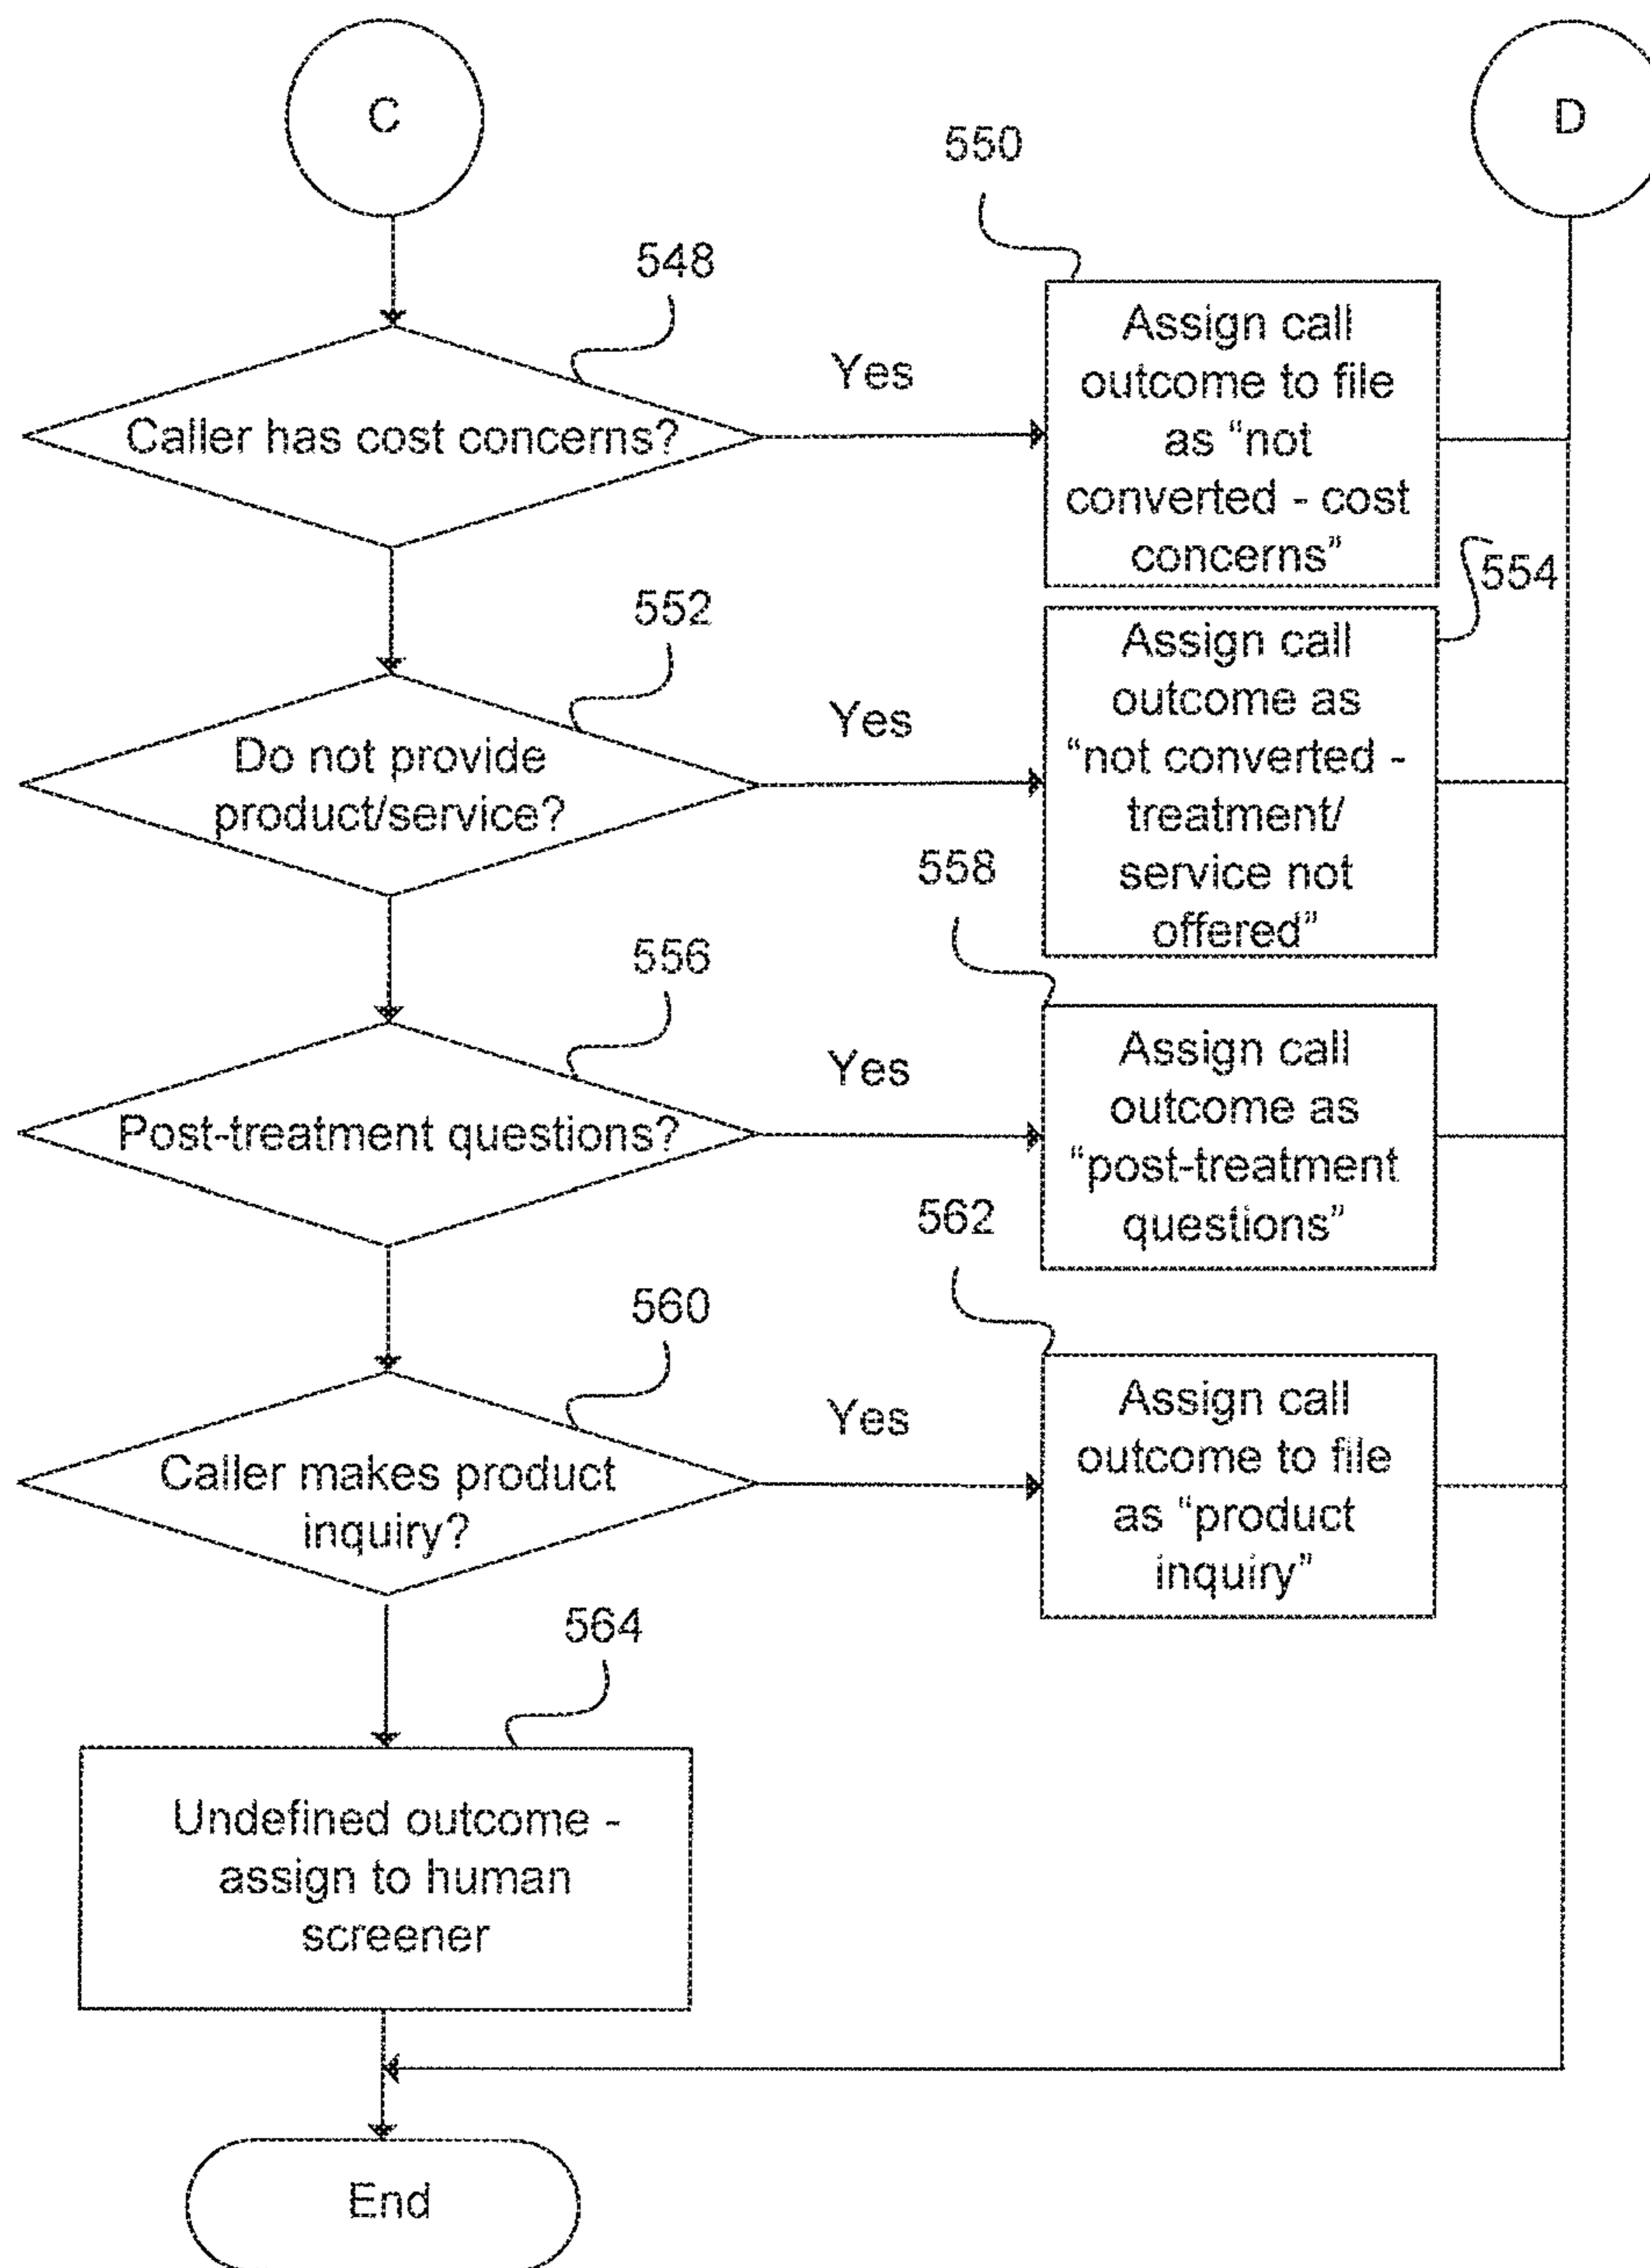 C
D
550
548
Caller has cost concerns?
Yes
Assign call
outcome to file
as “not
converted - cost
concerns”
554
552
Do not provide
product/service?
Yes
Assign call
outcome as
“not converted -
treatment/
service not
offered”
558
556
Post-treatment questions?
Yes
Assign call
outcome as
“post-treatment
questions”
562
560
Caller makes product
inquiry?
Yes
Assign call
outcome to file
as “product
inquiry”
564
Undefined outcome -
assign to human
screener
End